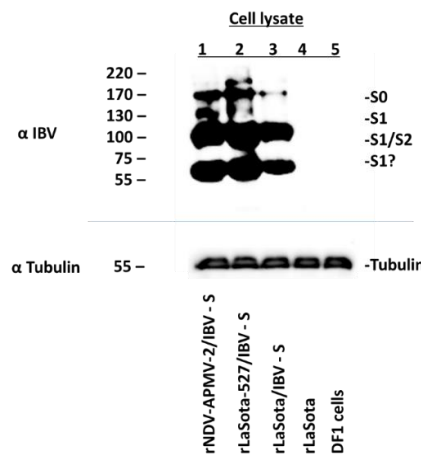 Cell lysate
1 2 3 4 5
220 –
170 – -S0
130 – -S1
α IBV 100 – -S1/S2
75 – -S1?
55 –
α Tubulin 55 – -Tubulin
rNDV-APMV-2/IBV - S
rLaSota-527/IBV - S
rLaSota/IBV - S
rLaSota
DF1 cells